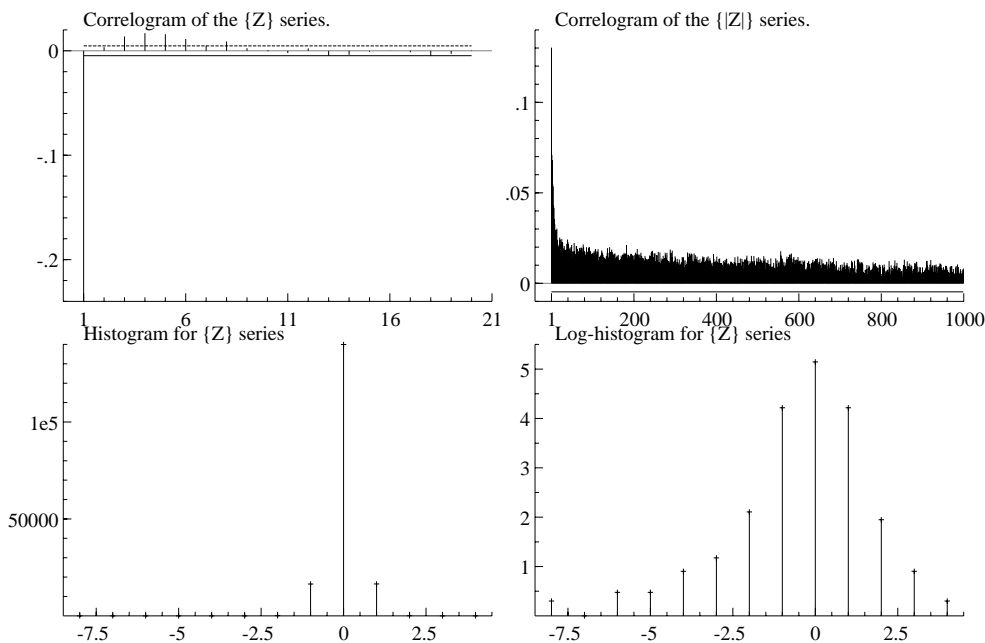 Correlogram of the {Z} series.
0
-.1
-.2
1 6 11 16 21
Correlogram of the {|Z|} series.
.1
.05
0
1 200 400 600 800 1000
Histogram for {Z} series
1e5
50000
-7.5 -5 -2.5 0 2.5
Log-histogram for {Z} series
5
4
3
2
1
-7.5 -5 -2.5 0 2.5